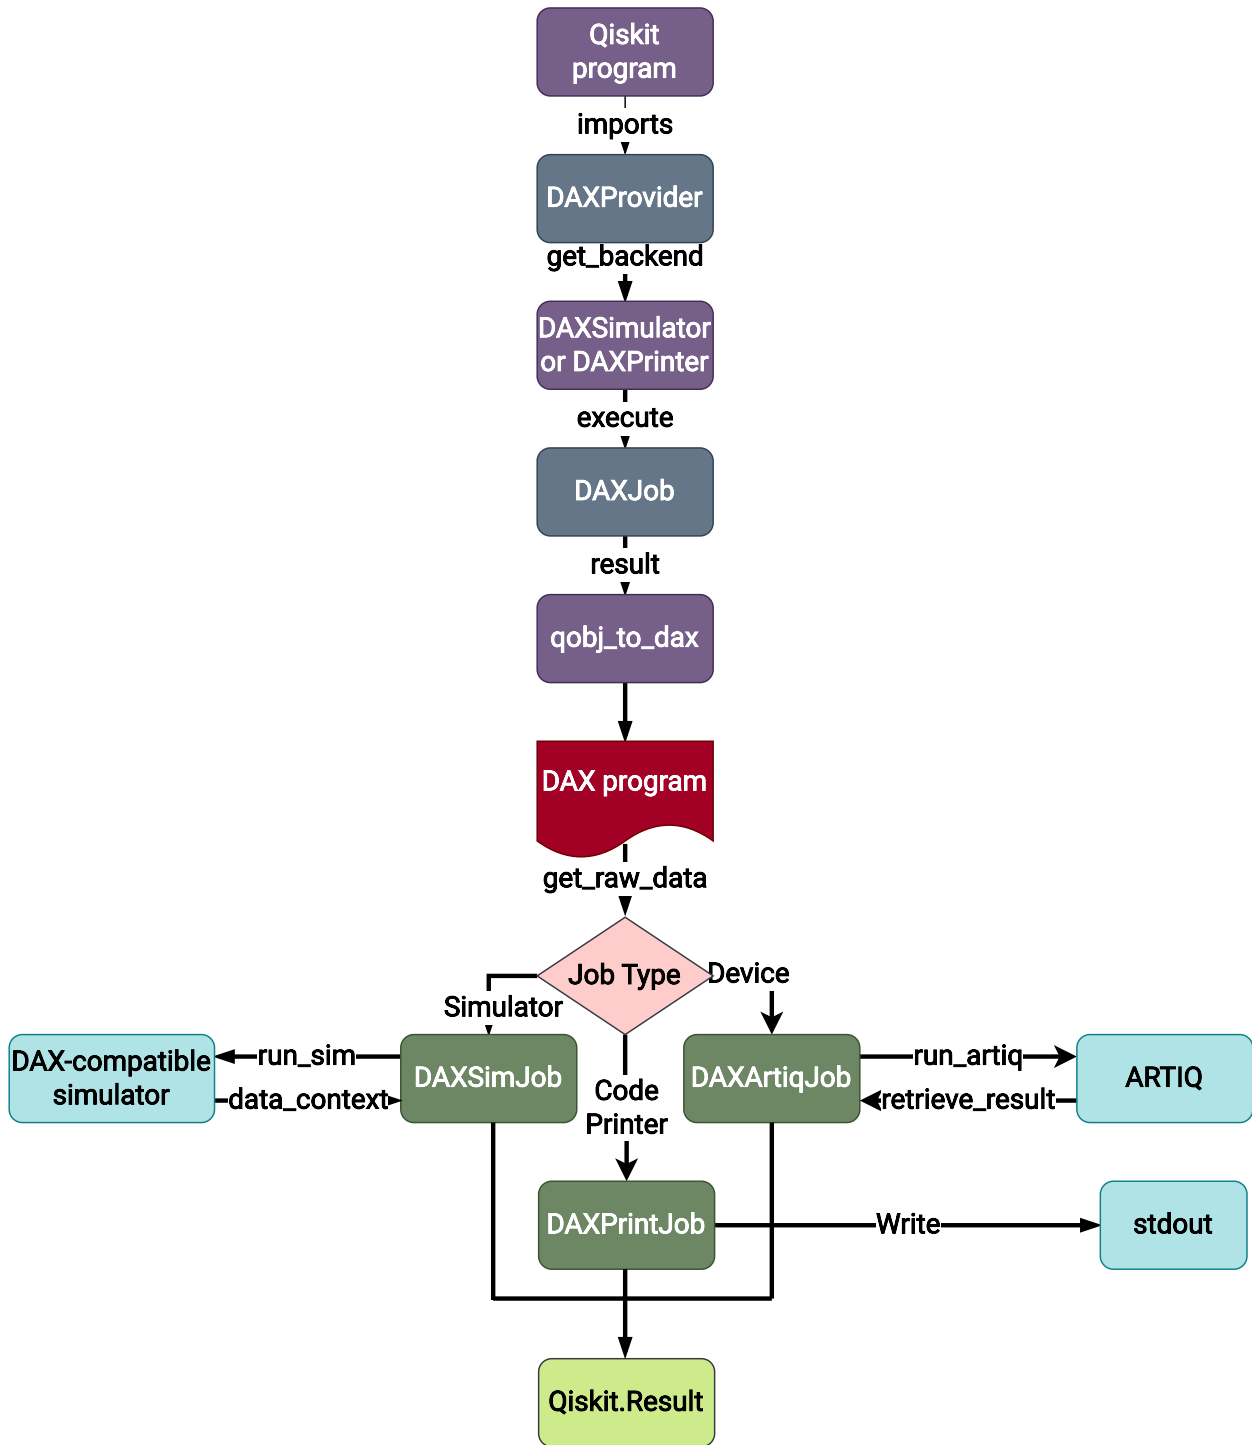 Qiskit
program
imports
DAXProvider
get_backend
DAXSimulator
or DAXPrinter
execute
DAXJob
result
qobj_to_dax
DAX program
get_raw_data
Job Type
Device
Simulator
DAX-compatible
simulator
run_sim
data_context
DAXSimJob
Code
Printer
DAXArtiqJob
run_artiq
retrieve_result
ARTIQ
DAXPrintJob
Write
stdout
Qiskit.Result